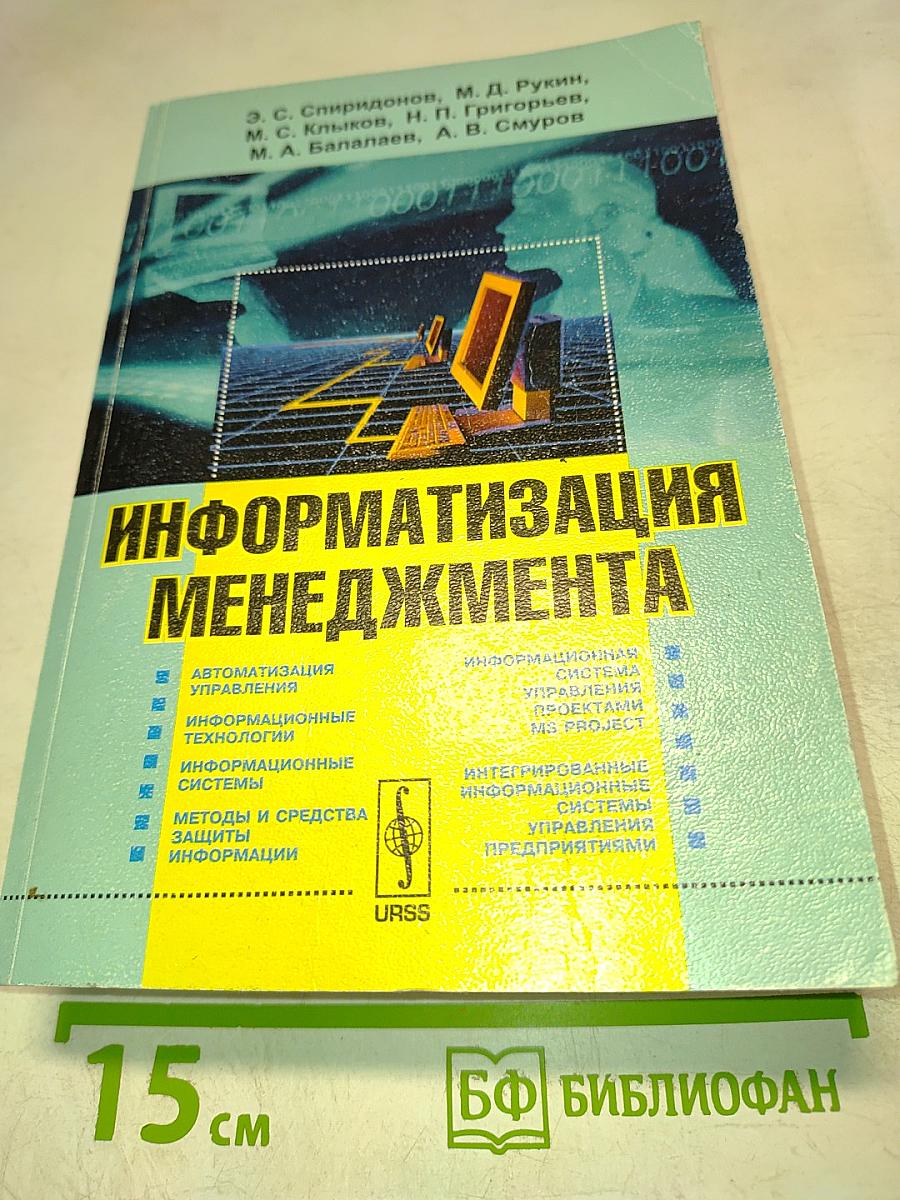 Э. С. Спиридонов, М. Д. Рукин,
М. С. Клыков, Н. П. Григорьев,
М. А. Балалаев, А. В. Смуров
ИНФОРМАТИЗАЦИЯ
МЕНЕДЖМЕНТА
АВТОМАТИЗАЦИЯ
УПРАВЛЕНИЯ
ИНФОРМАЦИОННЫЕ
ТЕХНОЛОГИИ
ИНФОРМАЦИОННЫЕ
СИСТЕМЫ
МЕТОДЫ И СРЕДСТВА
ЗАЩИТЫ
ИНФОРМАЦИИ
ИНФОРМАЦИОННАЯ
СИСТЕМА
УПРАВЛЕНИЯ
ПРОЕКТАМИ
MS PROJECT
ИНТЕГРИРОВАННЫЕ
ИНФОРМАЦИОННЫЕ
СИСТЕМЫ
УПРАВЛЕНИЯ
ПРЕДПРИЯТИЯМИ
URSS
15 см
БФ БИБЛИОФАН